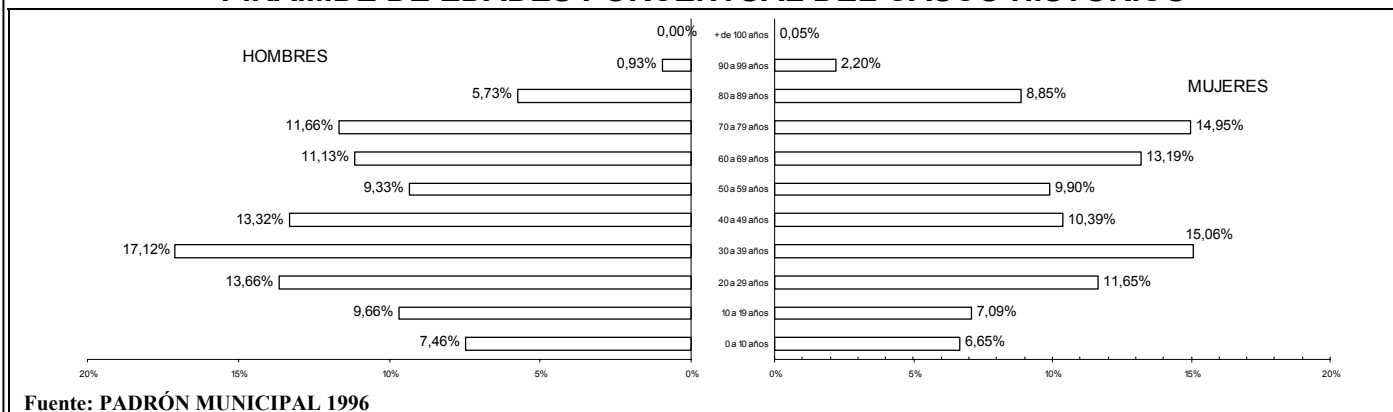 HOMBRES
MUJERES
0,00% + de 100 años 0,05%
0,93% 90 a 99 años 2,20%
5,73% 80 a 89 años 8,85%
11,66% 70 a 79 años 14,95%
11,13% 60 a 69 años 13,19%
9,33% 50 a 59 años 9,90%
13,32% 40 a 49 años 10,39%
17,12% 30 a 39 años 15,06%
13,66% 20 a 29 años 11,65%
9,66% 10 a 19 años 7,09%
7,46% 0 a 10 años 6,65%
20% 15% 10% 5% 0% 0% 5% 10% 15% 20%
Fuente: PADRÓN MUNICIPAL 1996